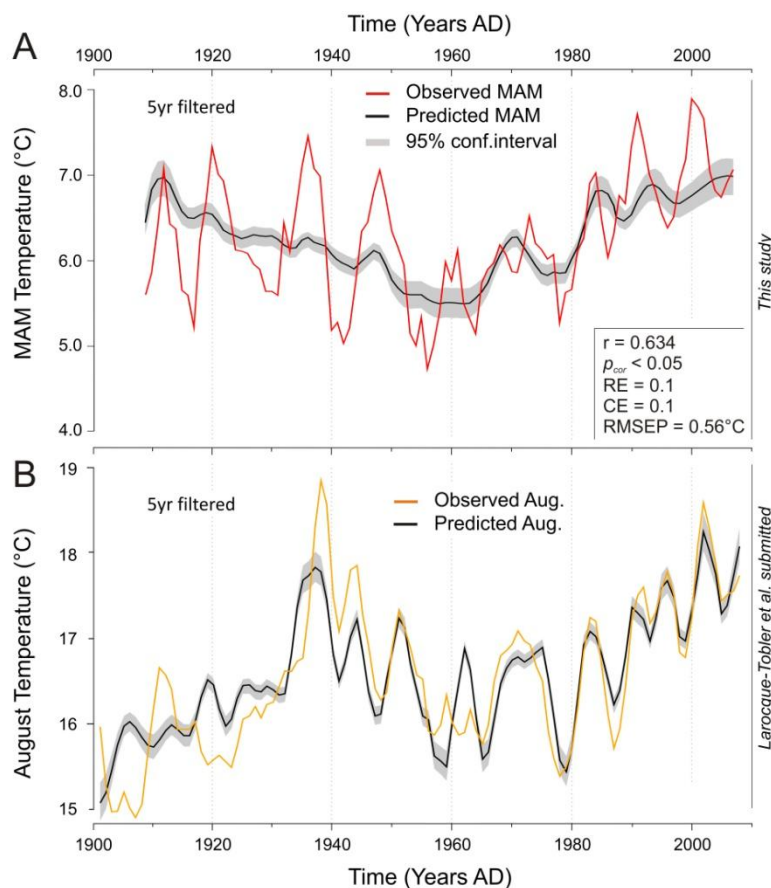 Time (Years AD)
1900 1920 1940 1960 1980 2000
A
8.0
7.0
6.0
5.0
4.0
MAM Temperature (°C)
5yr filtered
Observed MAM
Predicted MAM
95% conf.interval
This study
r = 0.634
pcor < 0.05
RE = 0.1
CE = 0.1
RMSEP = 0.56°C
B
19
18
17
16
15
August Temperature (°C)
5yr filtered
Observed Aug.
Predicted Aug.
Larocque-Tobler et al. submitted
1900 1920 1940 1960 1980 2000
Time (Years AD)